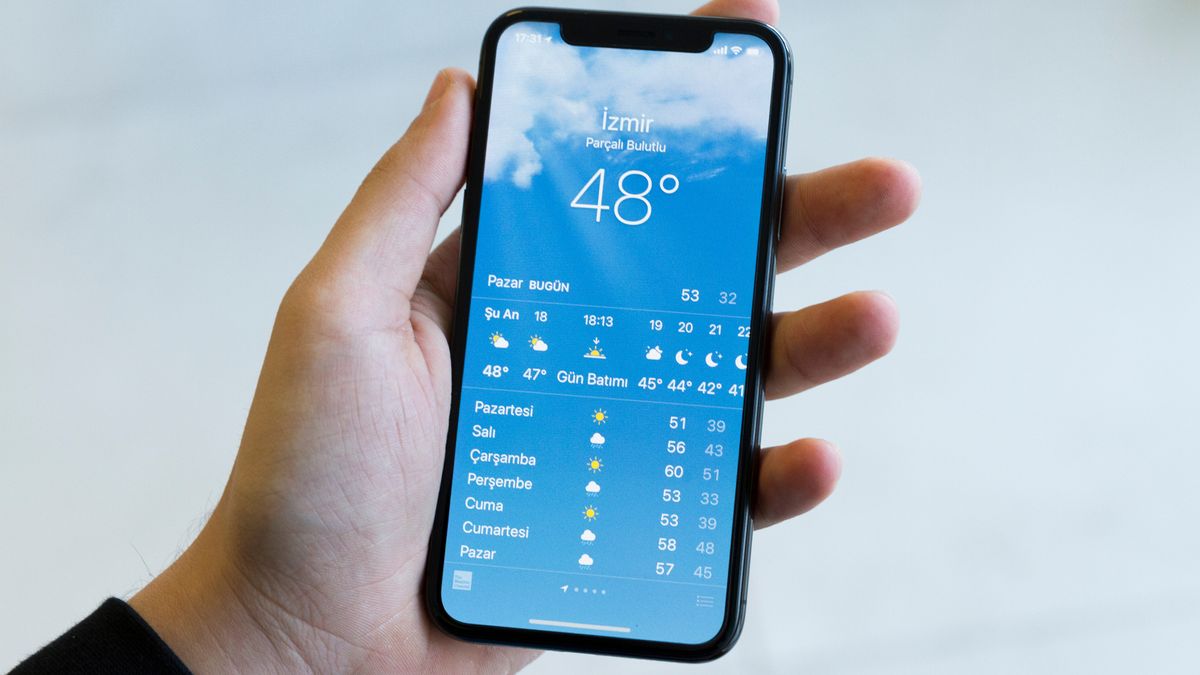 17:31
İzmir
Parçalı Bulutlu
48°
Pazar BUGÜN 53 32
Şu An 18 18:13 19 20 21 22
48° 47° Gün Batımı 45° 44° 42° 41
Pazartesi 51 39
Salı 56 43
Çarşamba 60 51
Perşembe 53 33
Cuma 53 39
Cumartesi 58 48
Pazar 57 45